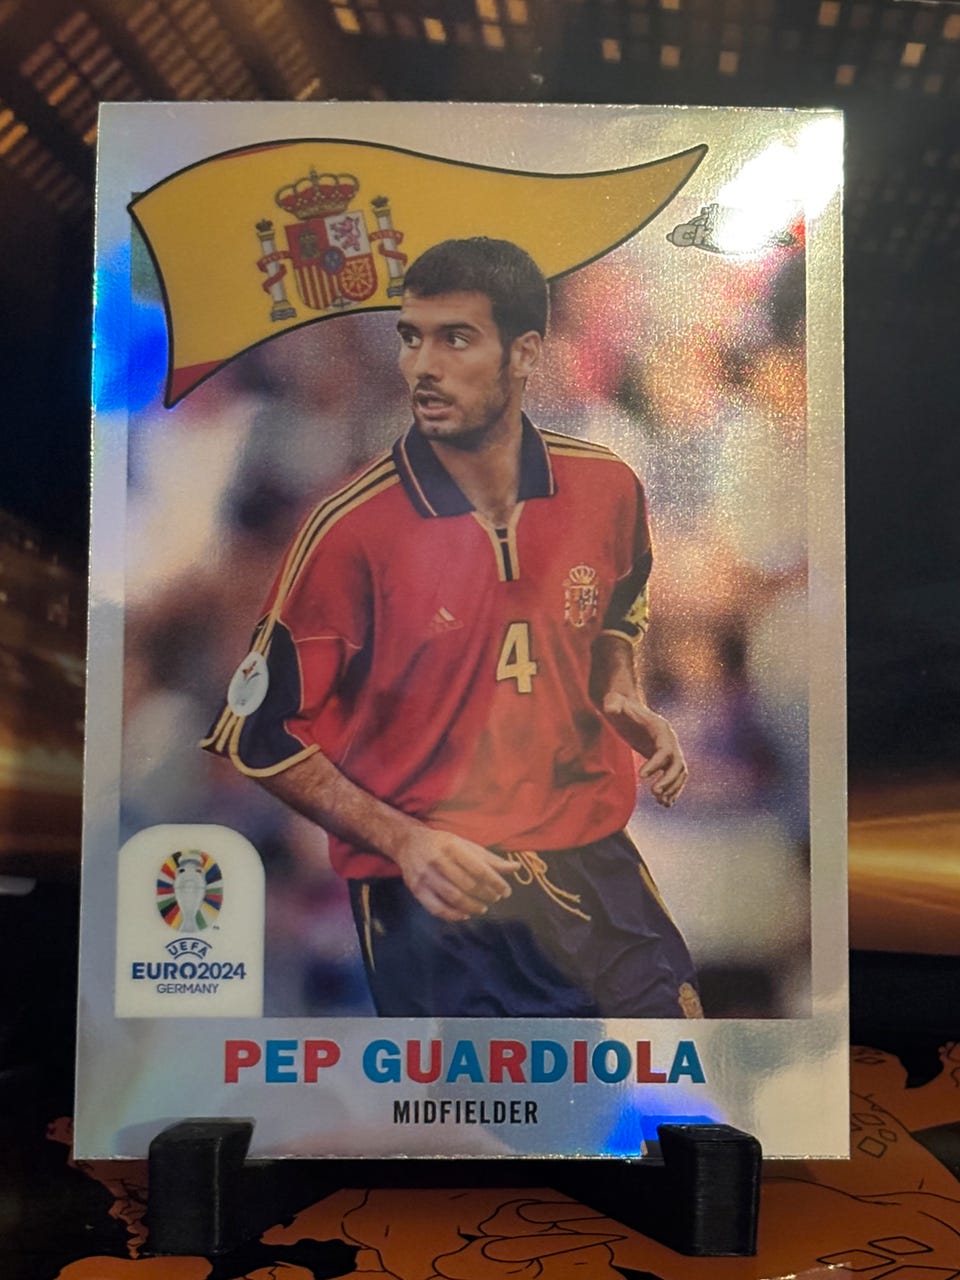 4
UEFA
EURO2024
GERMANY
PEP GUARDIOLA
MIDFIELDER